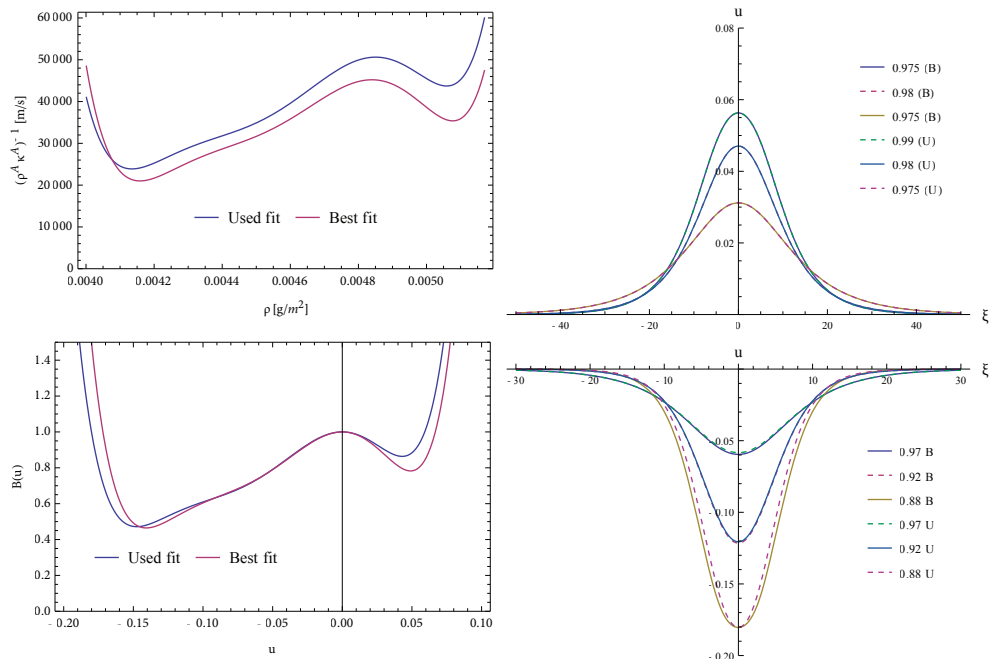 60 000
50 000
40 000
30 000
20 000
10 000
0
(ρ^A κ^A)^-1 [m/s]
Used fit Best fit
0.0040 0.0042 0.0044 0.0046 0.0048 0.0050
ρ [g/m²]
u
0.08
0.06
0.04
0.02
0.975 (B)
0.98 (B)
0.975 (B)
0.99 (U)
0.98 (U)
0.975 (U)
-40 -20 0 20 40
ξ
1.4
1.2
1.0
0.8
0.6
0.4
0.2
0.0
B(u)
Used fit Best fit
- 0.20 - 0.15 - 0.10 - 0.05 0.00 0.05 0.10
u
u
- 30 - 20 - 10 0 10 20 30
ξ
- 0.05
- 0.10
- 0.15
- 0.20
0.97 B
0.92 B
0.88 B
0.97 U
0.92 U
0.88 U